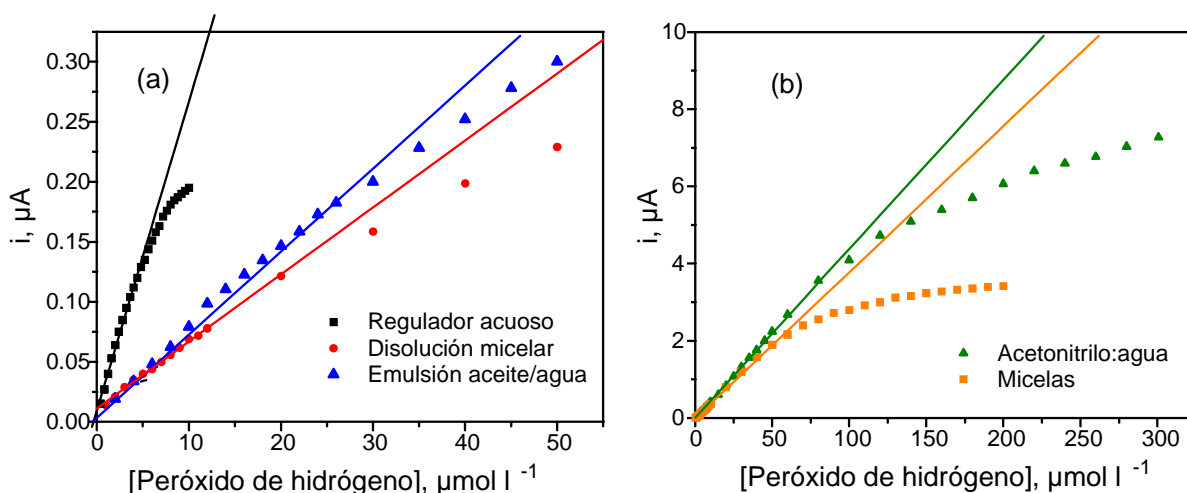 (a)
i, µA
0.30
0.25
0.20
0.15
0.10
0.05
0.00
0 10 20 30 40 50
[Peróxido de hidrógeno], µmol l -1
Regulador acuoso
Disolución micelar
Emulsión aceite/agua
(b)
i, µA
10
8
6
4
2
0
0 50 100 150 200 250 300
[Peróxido de hidrógeno], µmol l -1
Acetonitrilo:agua
Micelas